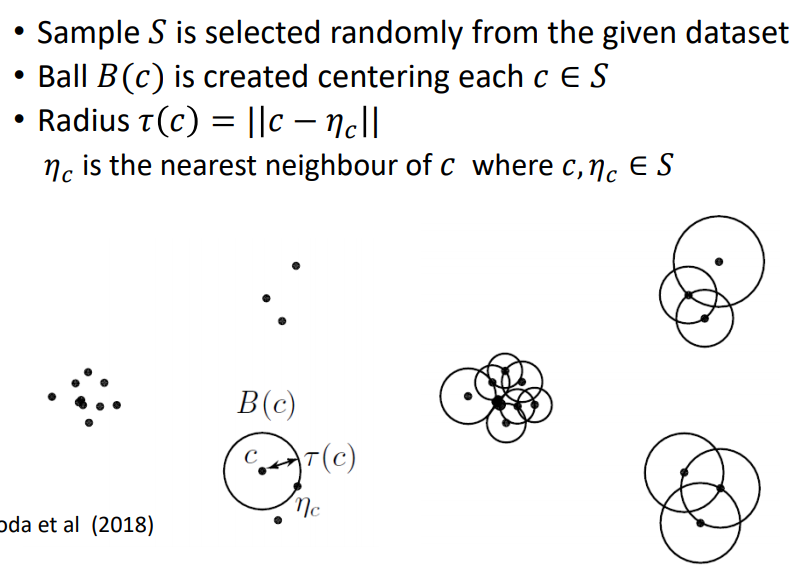 • Sample S is selected randomly from the given dataset
• Ball B(c) is created centering each c ∈ S
• Radius τ(c) = ||c − η_c||
η_c is the nearest neighbour of c where c, η_c ∈ S
B(c)
c
τ(c)
η_c
oda et al (2018)